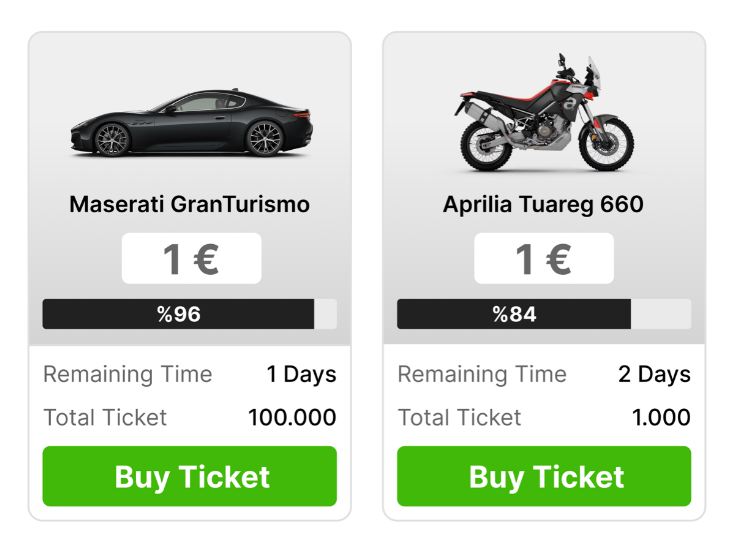 Maserati GranTurismo
1 €
%96
Remaining Time 1 Days
Total Ticket 100.000
Buy Ticket
Aprilia Tuareg 660
1 €
%84
Remaining Time 2 Days
Total Ticket 1.000
Buy Ticket